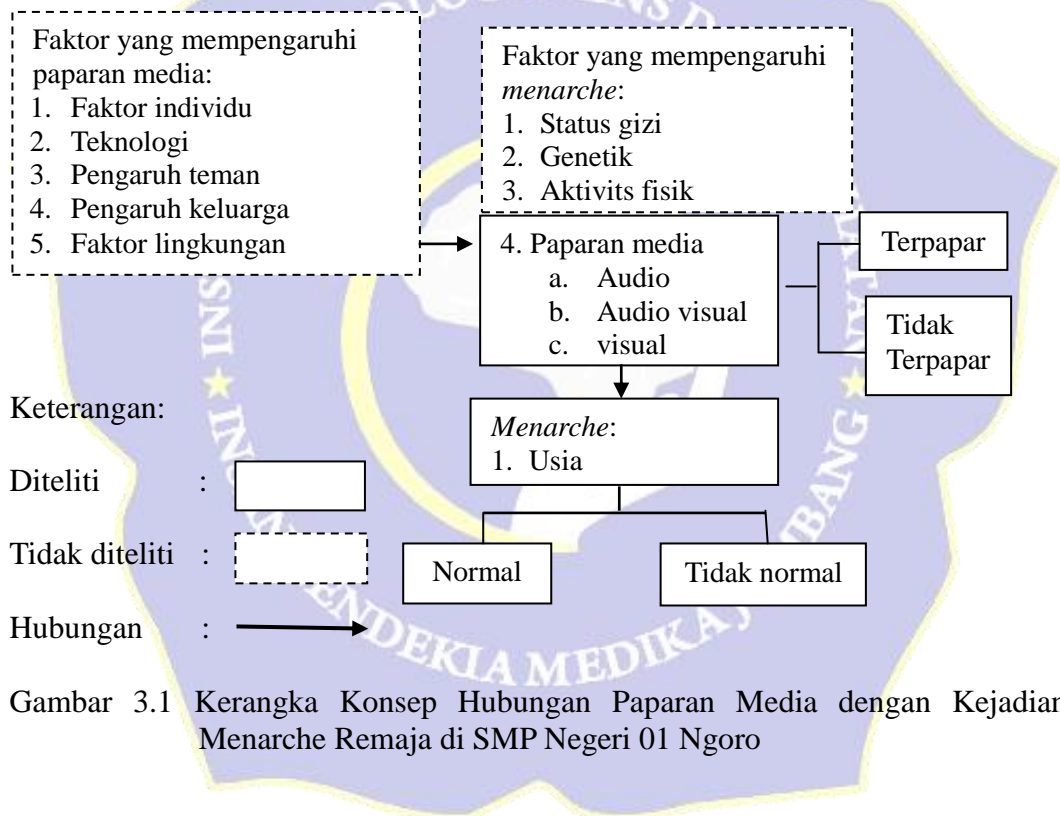 Faktor yang mempengaruhi
paparan media:
1. Faktor individu
2. Teknologi
3. Pengaruh teman
4. Pengaruh keluarga
5. Faktor lingkungan
Faktor yang mempengaruhi
menarche:
1. Status gizi
2. Genetik
3. Aktivits fisik
4. Paparan media
a. Audio
b. Audio visual
c. visual
Terpapar
Tidak
Terpapar
Menarche:
1. Usia
Normal
Tidak normal
Keterangan:
Diteliti :
Tidak diteliti :
Hubungan :
Gambar 3.1 Kerangka Konsep Hubungan Paparan Media dengan Kejadian
Menarche Remaja di SMP Negeri 01 Ngoro